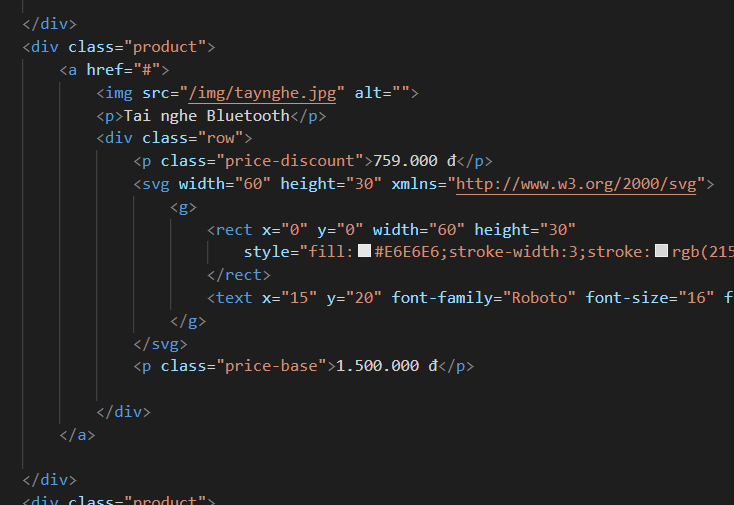 </div>
<div class="product">
<a href="#">
<img src="/img/taynghe.jpg" alt="">
<p>Tai nghe Bluetooth</p>
<div class="row">
<p class="price-discount">759.000 đ</p>
<svg width="60" height="30" xmlns="http://www.w3.org/2000/svg">
<g>
<rect x="0" y="0" width="60" height="30"
style="fill:#E6E6E6;stroke-width:3;stroke:rgb(215
</rect>
<text x="15" y="20" font-family="Roboto" font-size="16" f
</g>
</svg>
<p class="price-base">1.500.000 đ</p>
</div>
</a>
</div>
<div class="product">